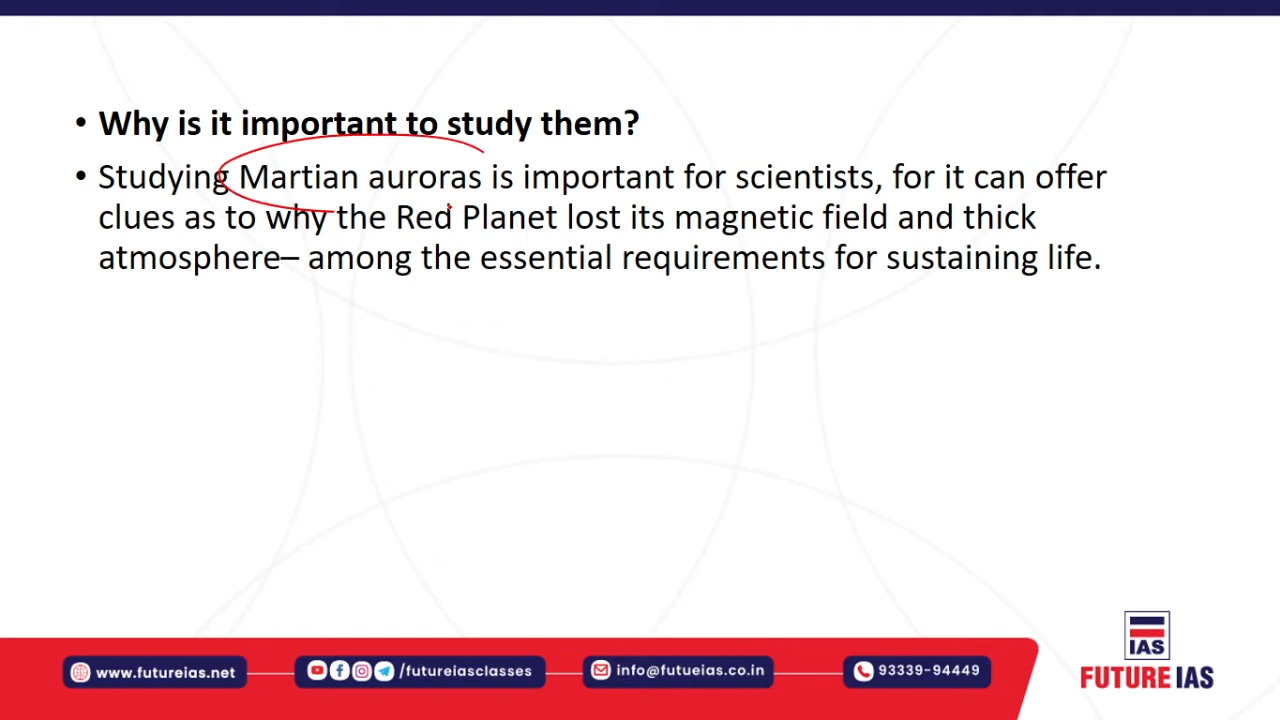 • Why is it important to study them?
• Studying Martian auroras is important for scientists, for it can offer
clues as to why the Red Planet lost its magnetic field and thick
atmosphere– among the essential requirements for sustaining life.
IAS
www.futureias.net
/futureiasclasses
info@futueias.co.in
93339-94449
FUTURE IAS